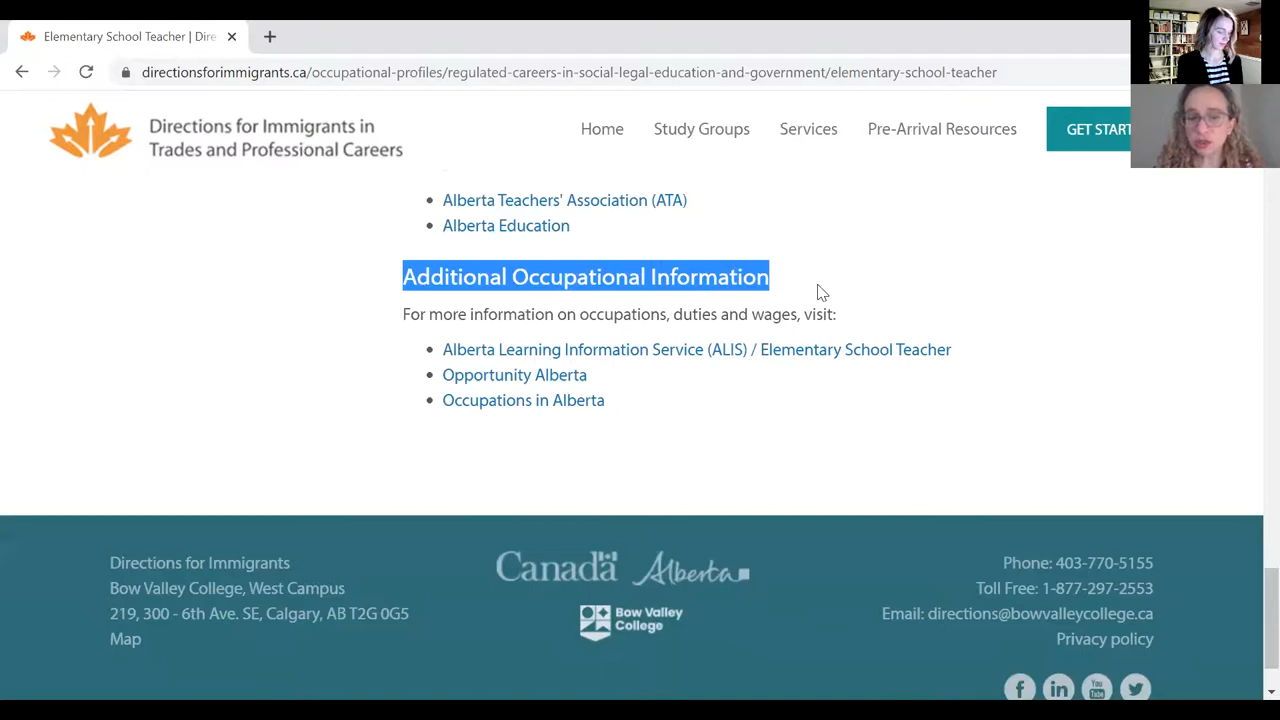 Elementary School Teacher | Dire
directionsforimmigrants.ca/occupational-profiles/regulated-careers-in-social-legal-education-and-government/elementary-school-teacher
Directions for Immigrants in
Trades and Professional Careers
Home
Study Groups
Services
Pre-Arrival Resources
GET START
Alberta Teachers' Association (ATA)
Alberta Education
Additional Occupational Information
For more information on occupations, duties and wages, visit:
Alberta Learning Information Service (ALIS) / Elementary School Teacher
Opportunity Alberta
Occupations in Alberta
Directions for Immigrants
Bow Valley College, West Campus
219, 300 - 6th Ave. SE, Calgary, AB T2G 0G5
Map
Canada
Alberta
Bow Valley
College
Phone: 403-770-5155
Toll Free: 1-877-297-2553
Email: directions@bowvalleycollege.ca
Privacy policy
f
in
You
Tube